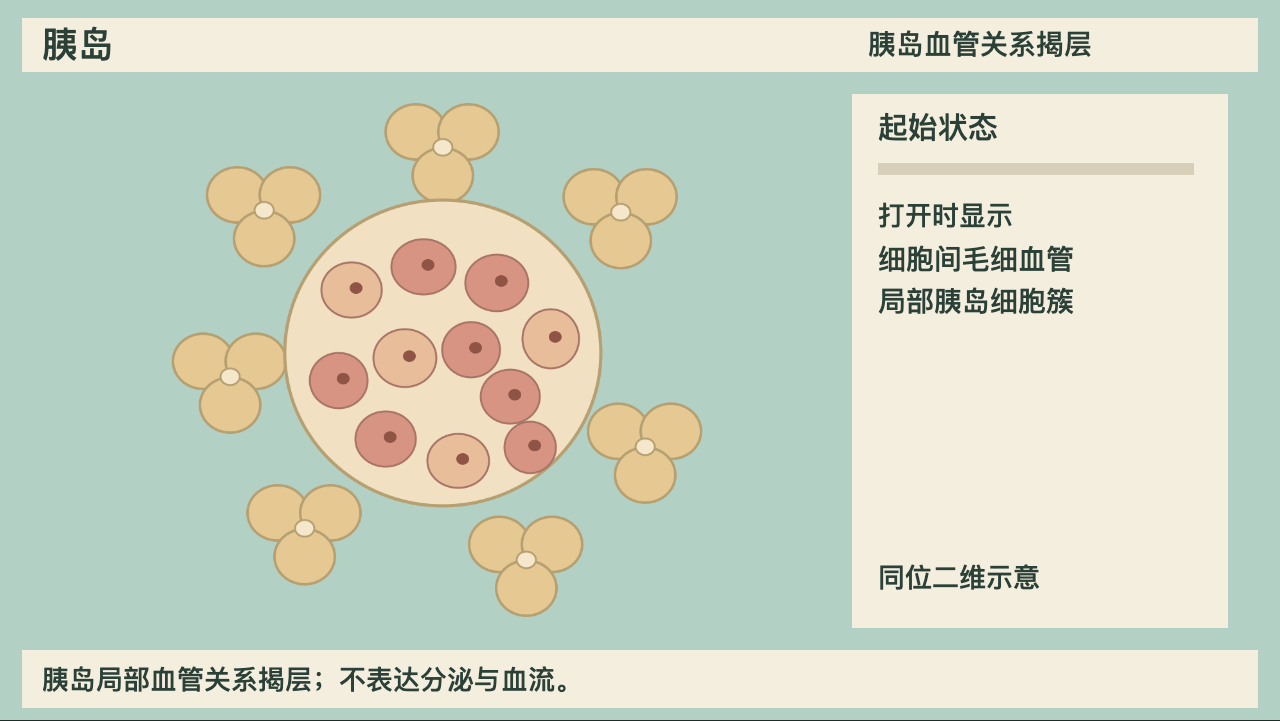 胰岛
胰岛血管关系揭层
起始状态
打开时显示
细胞间毛细血管
局部胰岛细胞簇
同位二维示意
胰岛局部血管关系揭层；不表达分泌与血流。